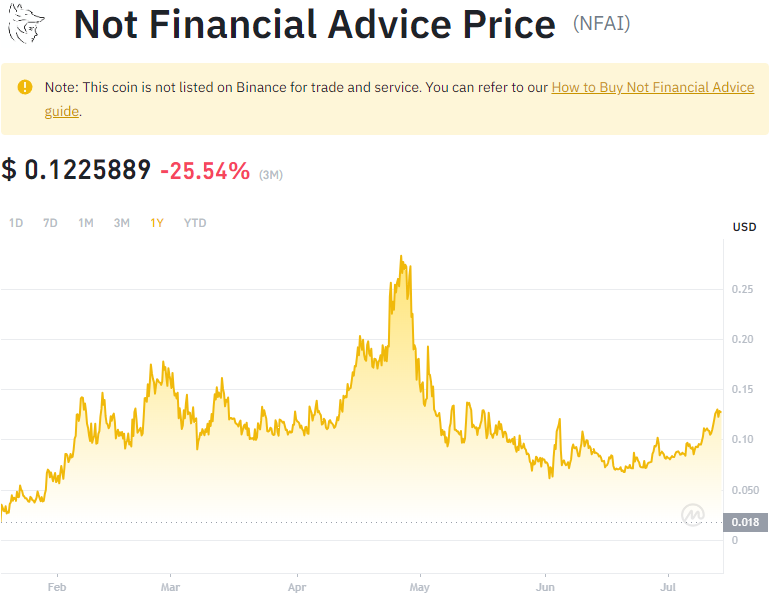 Not Financial Advice Price (NFAI)
Note: This coin is not listed on Binance for trade and service. You can refer to our How to Buy Not Financial Advice
guide.
$ 0.1225889 -25.54% (3M)
1D 7D 1M 3M 1Y YTD
USD
0.25
0.20
0.15
0.10
0.050
0.018
0
Feb Mar Apr May Jun Jul